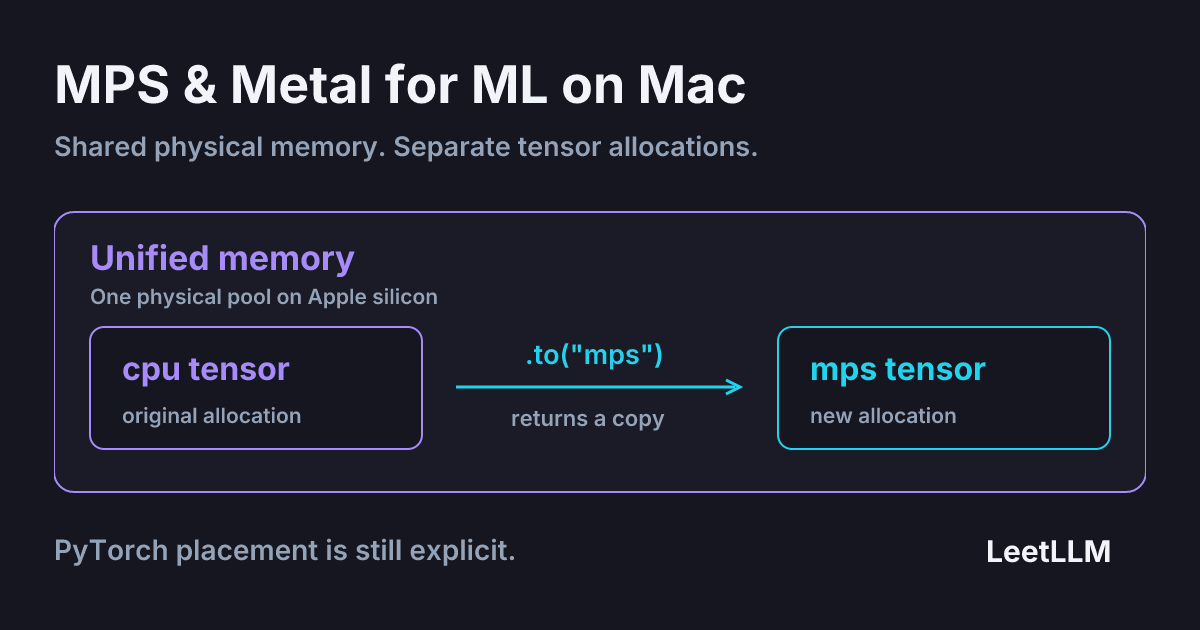 MPS & Metal for ML on Mac
Shared physical memory. Separate tensor allocations.
Unified memory
One physical pool on Apple silicon
cpu tensor
original allocation
.to("mps")
returns a copy
mps tensor
new allocation
PyTorch placement is still explicit.
LeetLLM